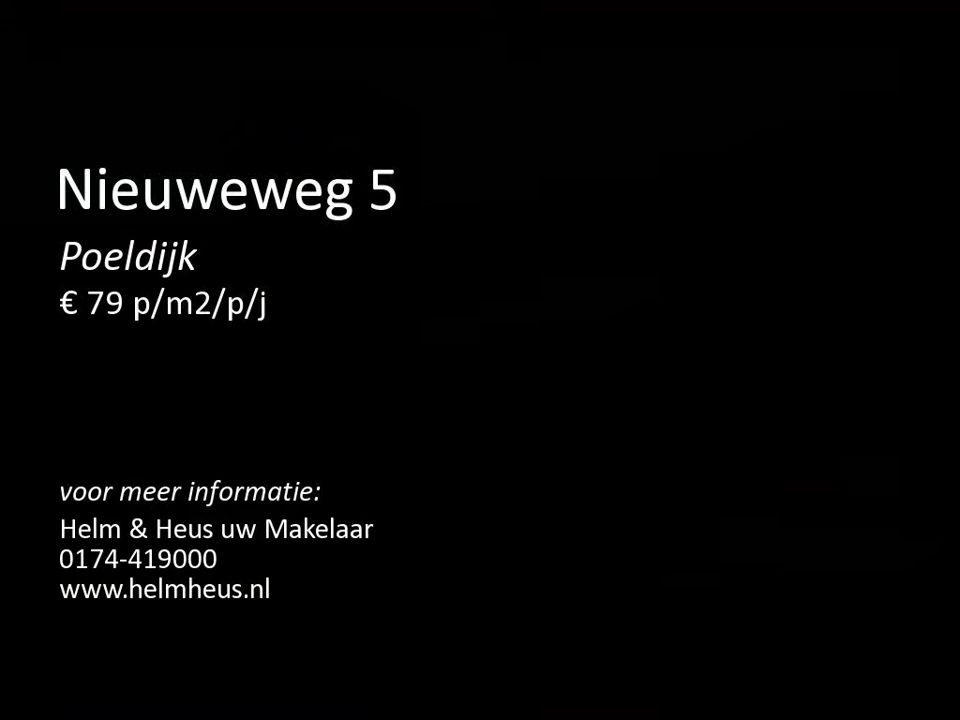 Nieuweweg 5
Poeldijk
€ 79 p/m2/p/j
voor meer informatie:
Helm & Heus uw Makelaar
0174-419000
www.helmheus.nl